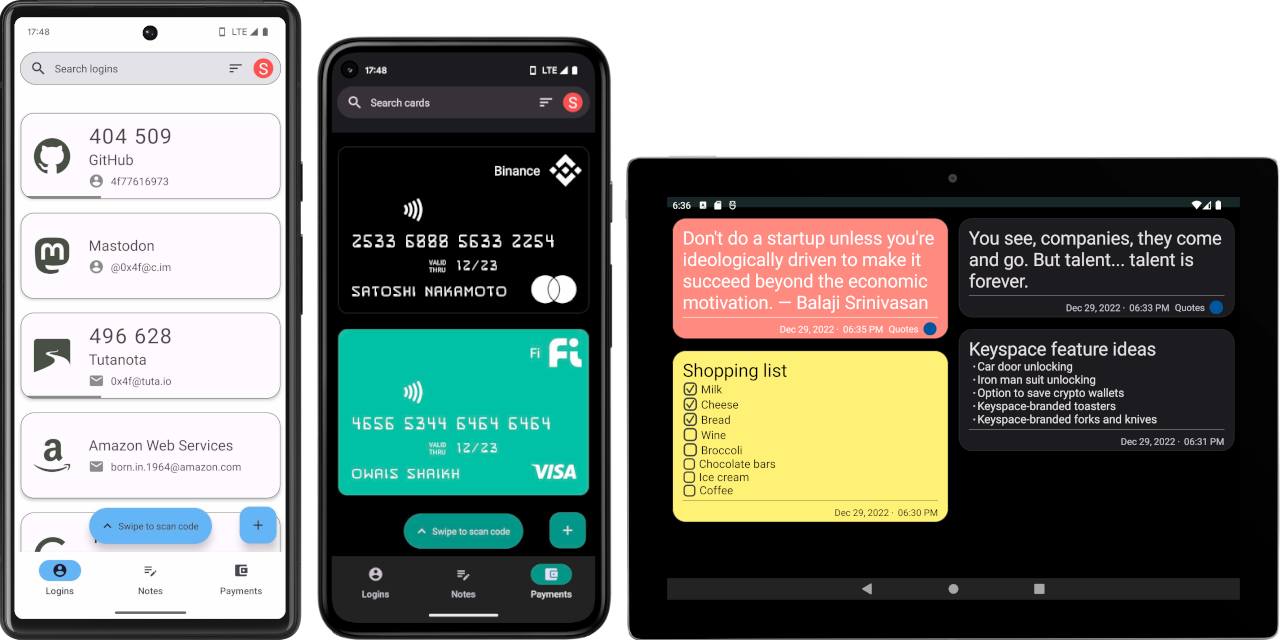 17:48
LTE
Search logins
S
404 509
GitHub
4f77616973
Mastodon
@0x4f@c.im
496 628
Tutanota
0x4f@tuta.io
a
Amazon Web Services
born.in.1964@amazon.com
Swipe to scan code
+
Logins
Notes
Payments
17:48
LTE
Search cards
S
Binance
2533 6888 5633 2254
VALID
THRU 12/23
SATOSHI NAKAMOTO
Fi
Fi
4656 5344 6464 6464
VALID
THRU 12/23
OWAIS SHAIKH
VISA
Swipe to scan code
+
Logins
Notes
Payments
6:36
Don't do a startup unless you're
ideologically driven to make it
succeed beyond the economic
motivation. — Balaji Srinivasan
Dec 29, 2022 · 06:35 PM Quotes
Shopping list
Milk
Cheese
Bread
Wine
Broccoli
Chocolate bars
Ice cream
Coffee
Dec 29, 2022 · 06:30 PM
You see, companies, they come
and go. But talent... talent is
forever.
Dec 29, 2022 · 06:33 PM Quotes
Keyspace feature ideas
· Car door unlocking
· Iron man suit unlocking
· Option to save crypto wallets
· Keyspace-branded toasters
· Keyspace-branded forks and knives
Dec 29, 2022 · 06:31 PM